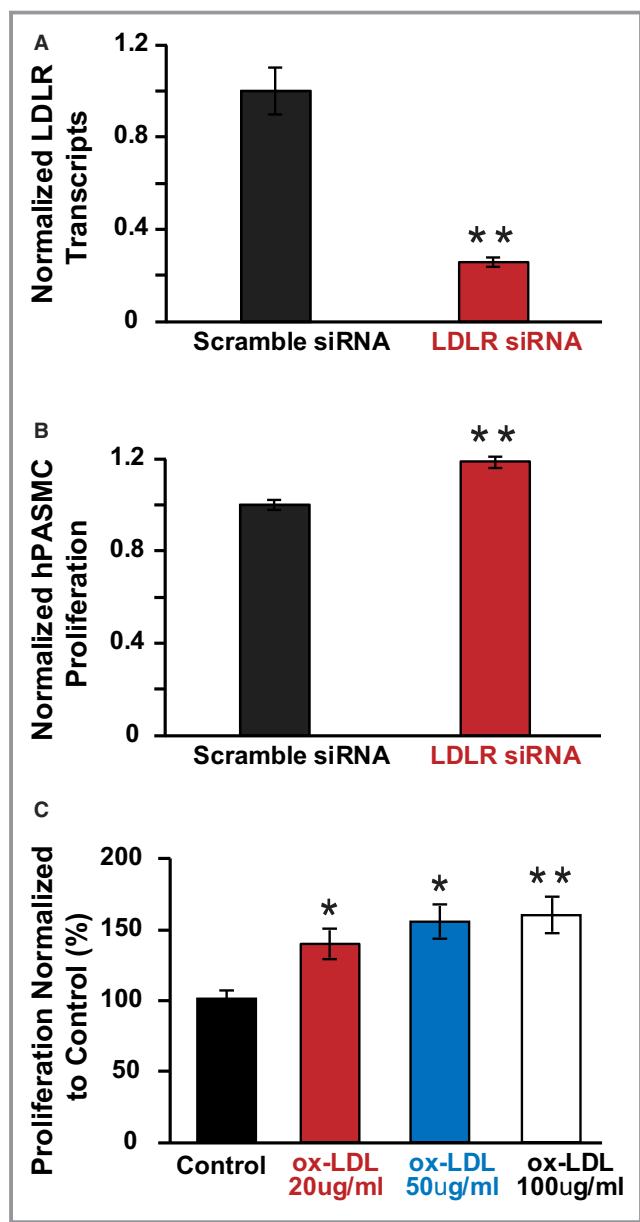 A
Normalized LDLR
Transcripts
1.2
0.8
0.4
0
**
Scramble siRNA
LDLR siRNA
B
Normalized hPASMC
Proliferation
1.2
0.8
0.4
0
**
Scramble siRNA
LDLR siRNA
C
Proliferation Normalized
to Control (%)
200
150
100
50
0
*
*
**
Control
ox-LDL
20ug/ml
ox-LDL
50ug/ml
ox-LDL
100ug/ml